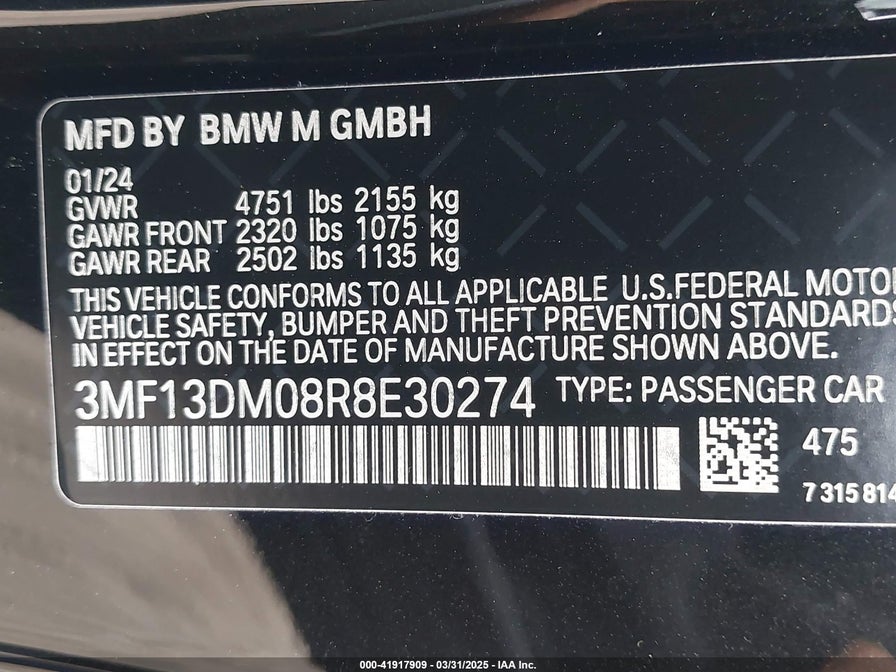 MFD BY BMW M GMBH
01/24
GVWR 4751 lbs 2155 kg
GAWR FRONT 2320 lbs 1075 kg
GAWR REAR 2502 lbs 1135 kg
THIS VEHICLE CONFORMS TO ALL APPLICABLE U.S.FEDERAL MOTO
VEHICLE SAFETY, BUMPER AND THEFT PREVENTION STANDARDS
IN EFFECT ON THE DATE OF MANUFACTURE SHOWN ABOVE.
3MF13DM08R8E30274 TYPE: PASSENGER CAR
475
7 315 814
000-41917909 - 03/31/2025 - IAA Inc.